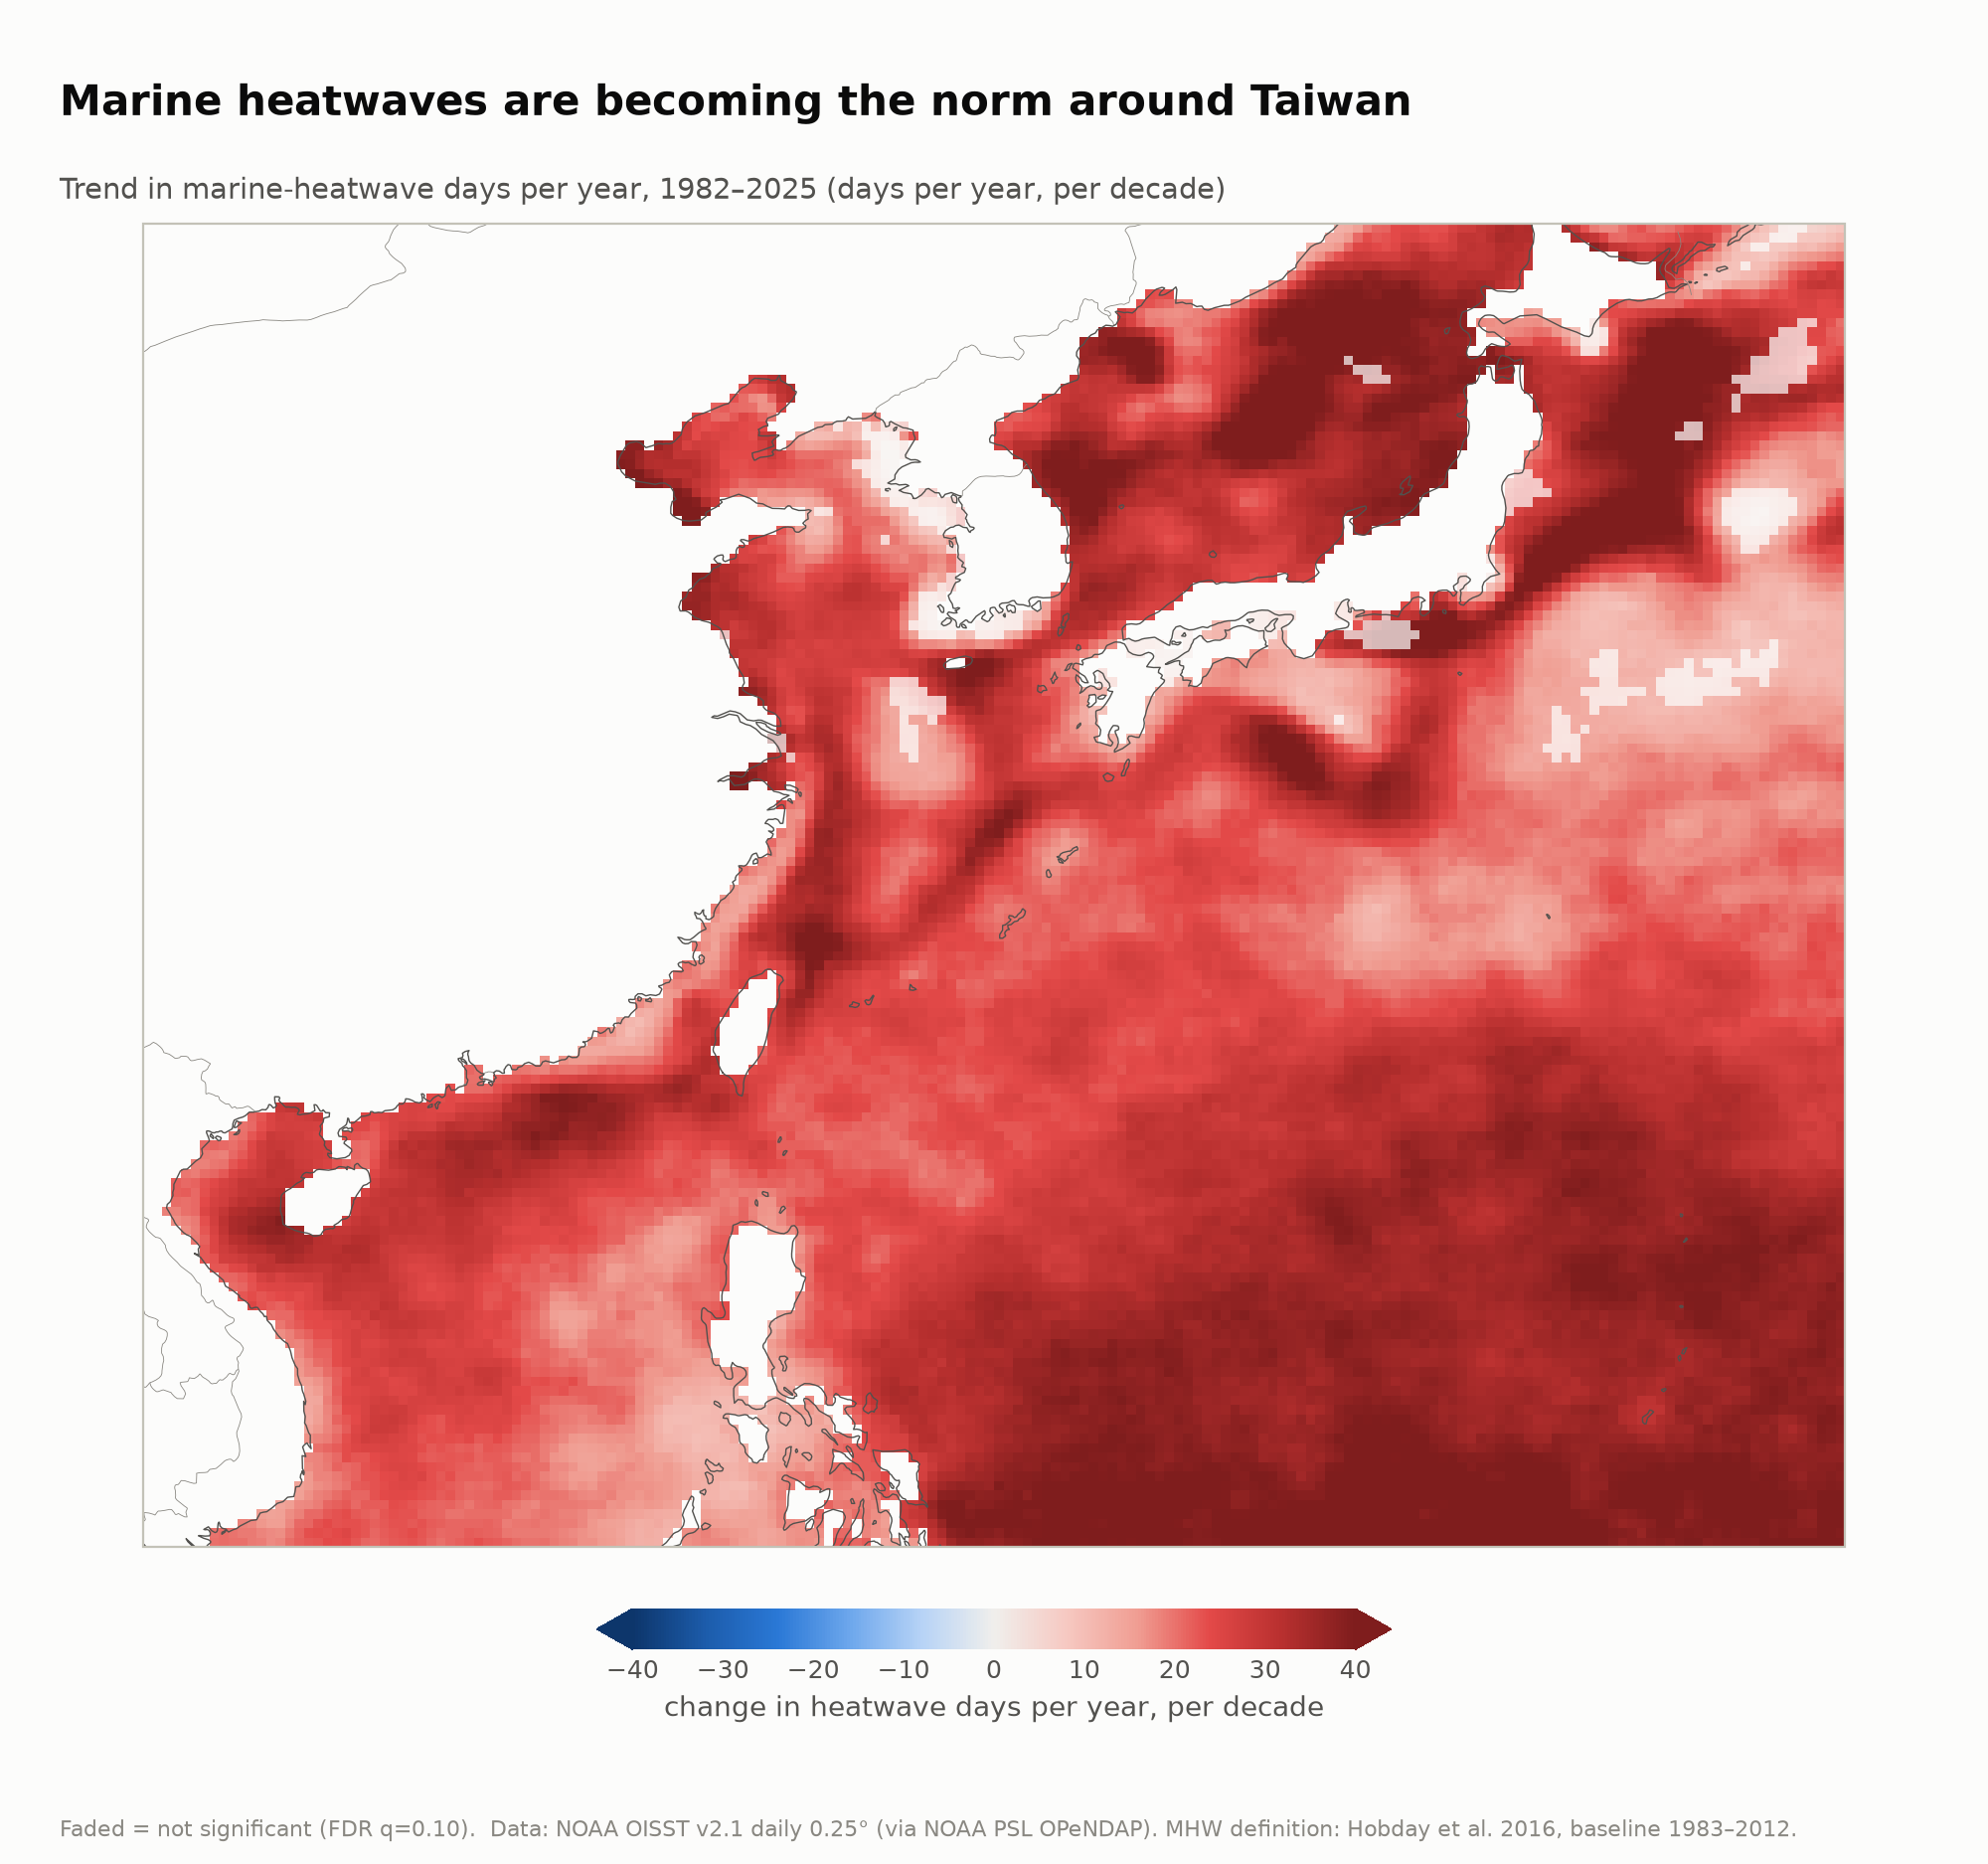 Marine heatwaves are becoming the norm around Taiwan
Trend in marine-heatwave days per year, 1982–2025 (days per year, per decade)
−40 −30 −20 −10 0 10 20 30 40
change in heatwave days per year, per decade
Faded = not significant (FDR q=0.10).  Data: NOAA OISST v2.1 daily 0.25° (via NOAA PSL OPeNDAP). MHW definition: Hobday et al. 2016, baseline 1983–2012.